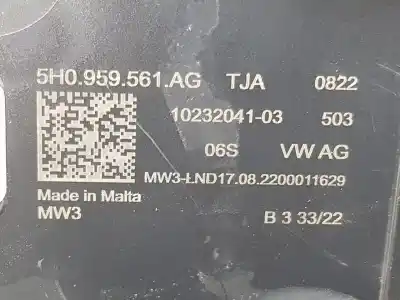 5H0.959.561.AG TJA 0822
10232041-03 503
06S VW AG
MW3-LND17.08.2200011629
Made in Malta
MW3 B 3 33/22